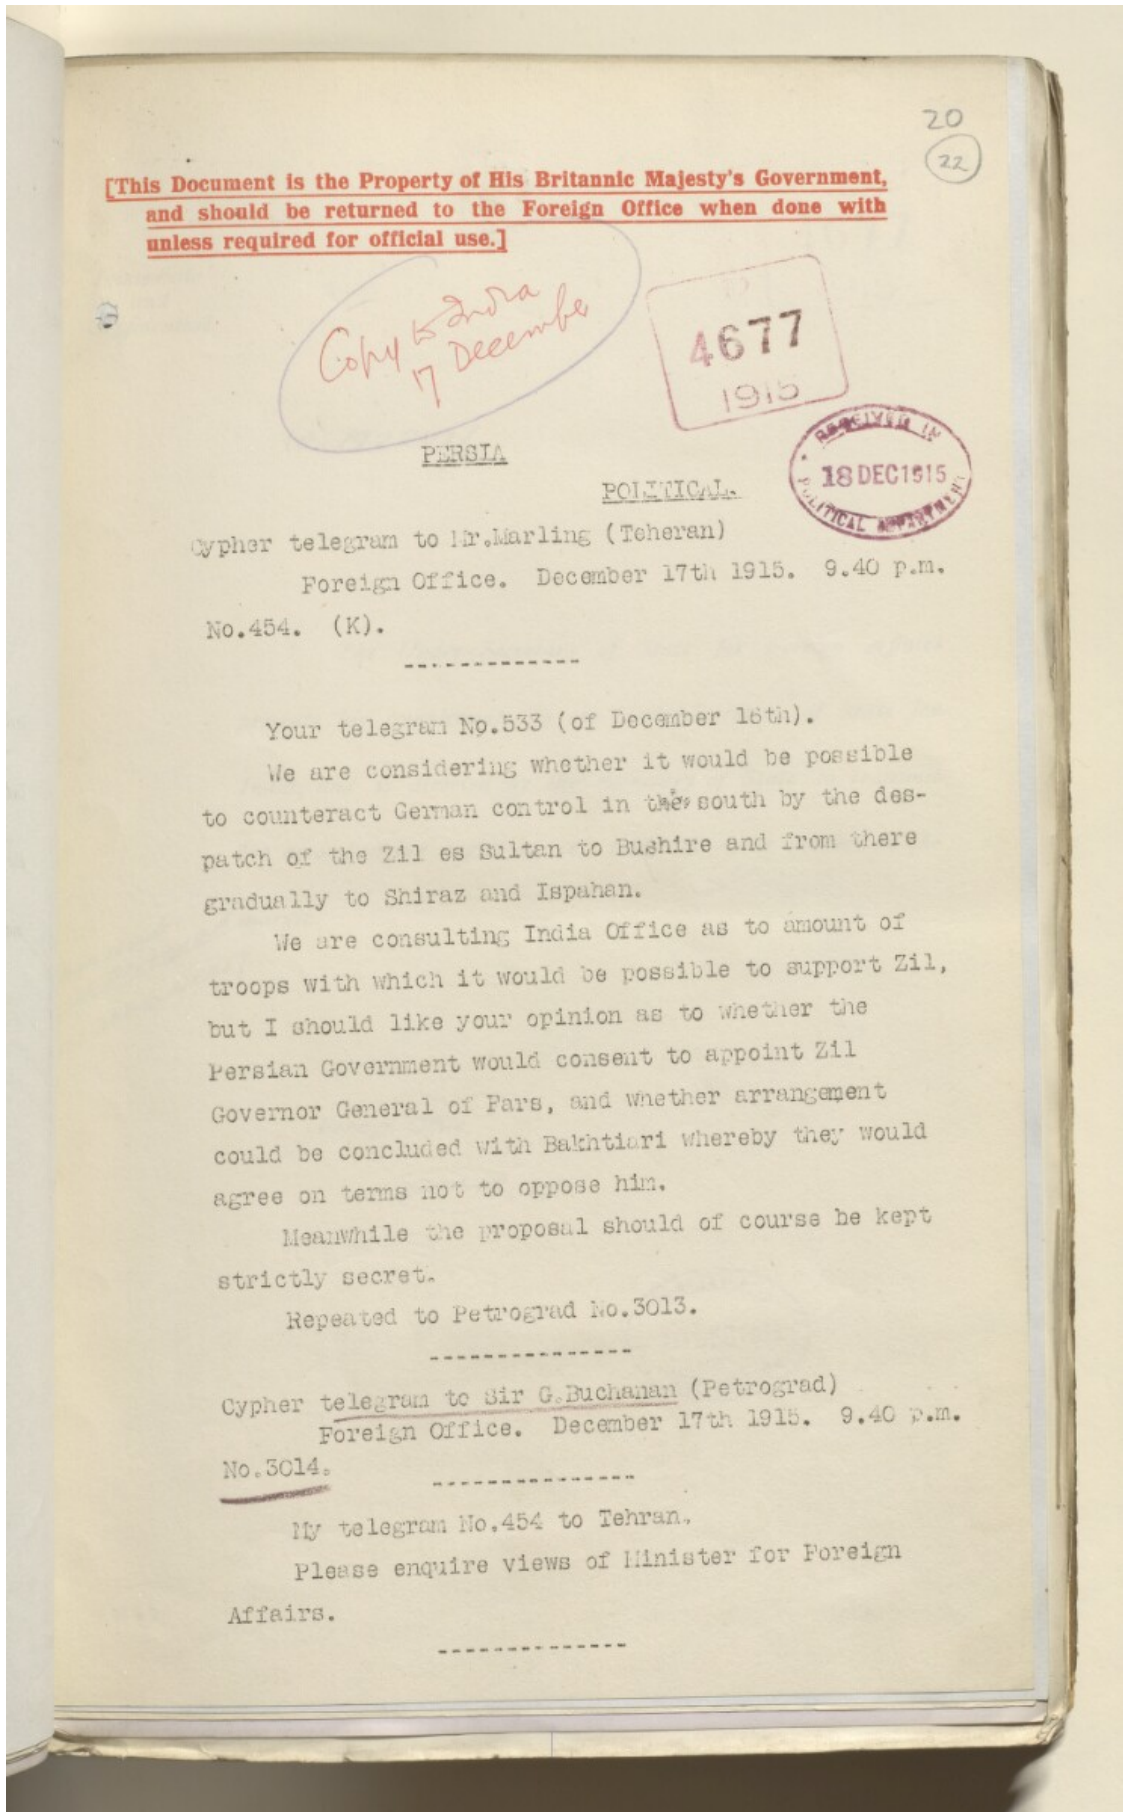 20
22
[This Document is the Property of His Britannic Majesty's Government,
and should be returned to the Foreign Office when done with
unless required for official use.]
Copy to India
17 December
4677
1915
RECEIVED IN
18 DEC 1915
POLITICAL DEPARTMENT
PERSIA
POLITICAL.
Cypher telegram to Mr.Marling (Teheran)
Foreign Office. December 17th 1915. 9.40 p.m.
No.454. (K).
-------------
Your telegram No.533 (of December 16th).
We are considering whether it would be possible
to counteract German control in the south by the des-
patch of the Zil es Sultan to Bushire and from there
gradually to Shiraz and Ispahan.
We are consulting India Office as to amount of
troops with which it would be possible to support Zil,
but I should like your opinion as to whether the
Persian Government would consent to appoint Zil
Governor General of Fars, and whether arrangement
could be concluded with Bakhtiari whereby they would
agree on terms not to oppose him.
Meanwhile the proposal should of course be kept
strictly secret.
Repeated to Petrograd No.3013.
---------------
Cypher telegram to Sir G.Buchanan (Petrograd)
Foreign Office. December 17th 1915. 9.40 p.m.
No.3014.
---------------
My telegram No.454 to Tehran.
Please enquire views of Minister for Foreign
Affairs.
--------------